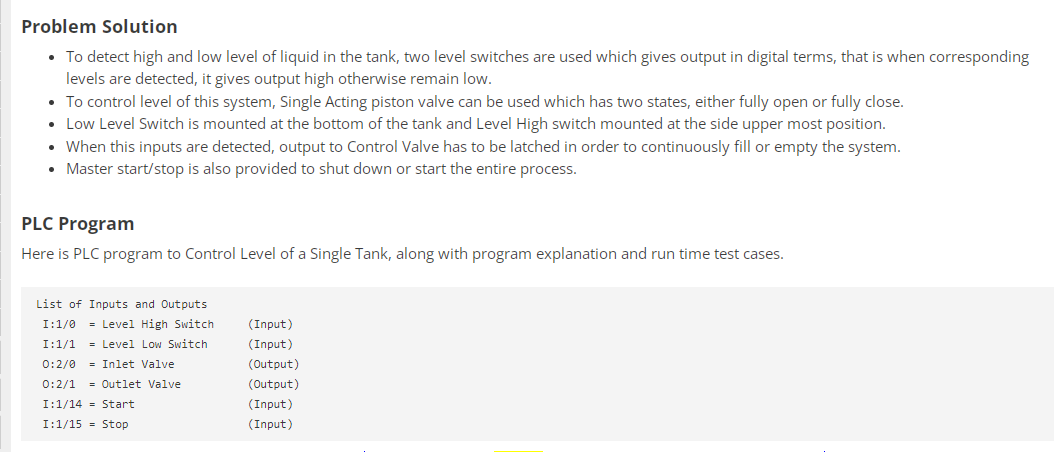 Problem Solution
• To detect high and low level of liquid in the tank, two level switches are used which gives output in digital terms, that is when corresponding
levels are detected, it gives output high otherwise remain low.
• To control level of this system, Single Acting piston valve can be used which has two states, either fully open or fully close.
• Low Level Switch is mounted at the bottom of the tank and Level High switch mounted at the side upper most position.
• When this inputs are detected, output to Control Valve has to be latched in order to continuously fill or empty the system.
• Master start/stop is also provided to shut down or start the entire process.
PLC Program
Here is PLC program to Control Level of a Single Tank, along with program explanation and run time test cases.
List of Inputs and Outputs
I:1/0 = Level High Switch (Input)
I:1/1 = Level Low Switch (Input)
O:2/0 = Inlet Valve (Output)
O:2/1 = Outlet Valve (Output)
I:1/14 = Start (Input)
I:1/15 = Stop (Input)